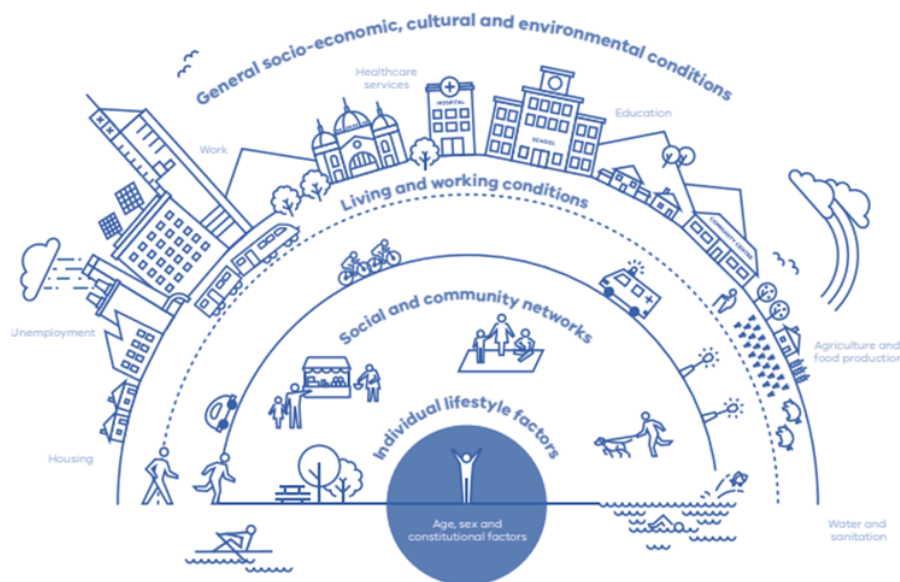 General socio-economic, cultural and environmental conditions
Healthcare
services
HOSPITAL
Education
SCHOOL
Work
Living and working conditions
COMMUNITY CENTRE
Social and community networks
Unemployment
Agriculture and
food production
Individual lifestyle factors
Housing
Age, sex and
constitutional factors
Water and
sanitation